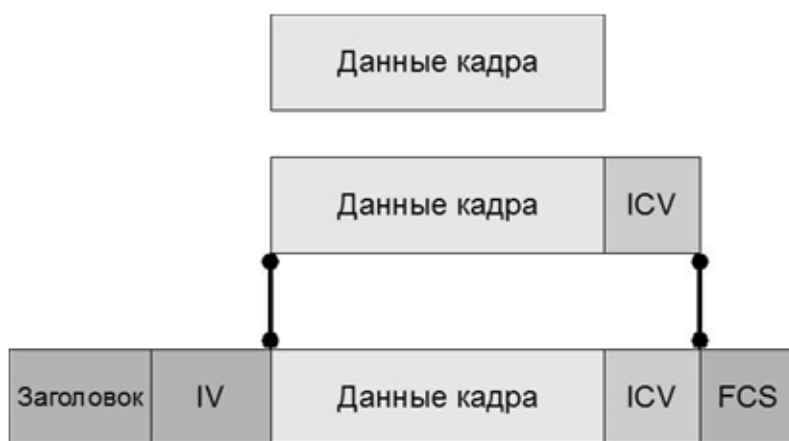 Данные кадра
Данные кадра ICV
Заголовок IV Данные кадра ICV FCS